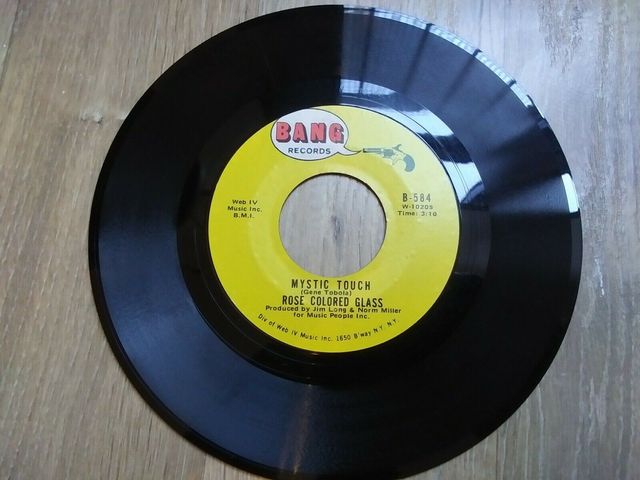 BANG
RECORDS
Web IV
Music Inc.
B.M.I.
B-584
W-10205
Time: 3:10
MYSTIC TOUCH
(Gene Tobola)
ROSE COLORED GLASS
Produced by Jim Long & Norm Miller
for Music People Inc.
Div of Web IV Music Inc. 1650 B'way N.Y. N.Y.